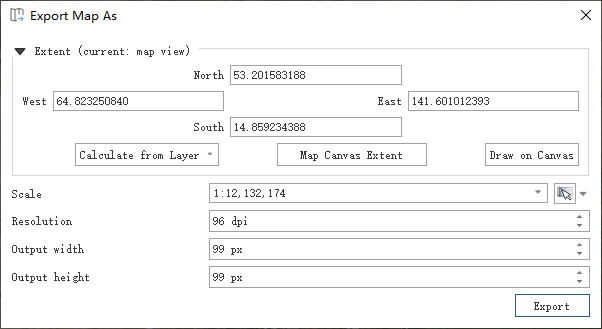 Export Map As
Extent (current: map view)
North 53.201583188
West 64.823250840 East 141.601012393
South 14.859234388
Calculate from Layer Map Canvas Extent Draw on Canvas
Scale 1:12,132,174
Resolution 96 dpi
Output width 99 px
Output height 99 px
Export